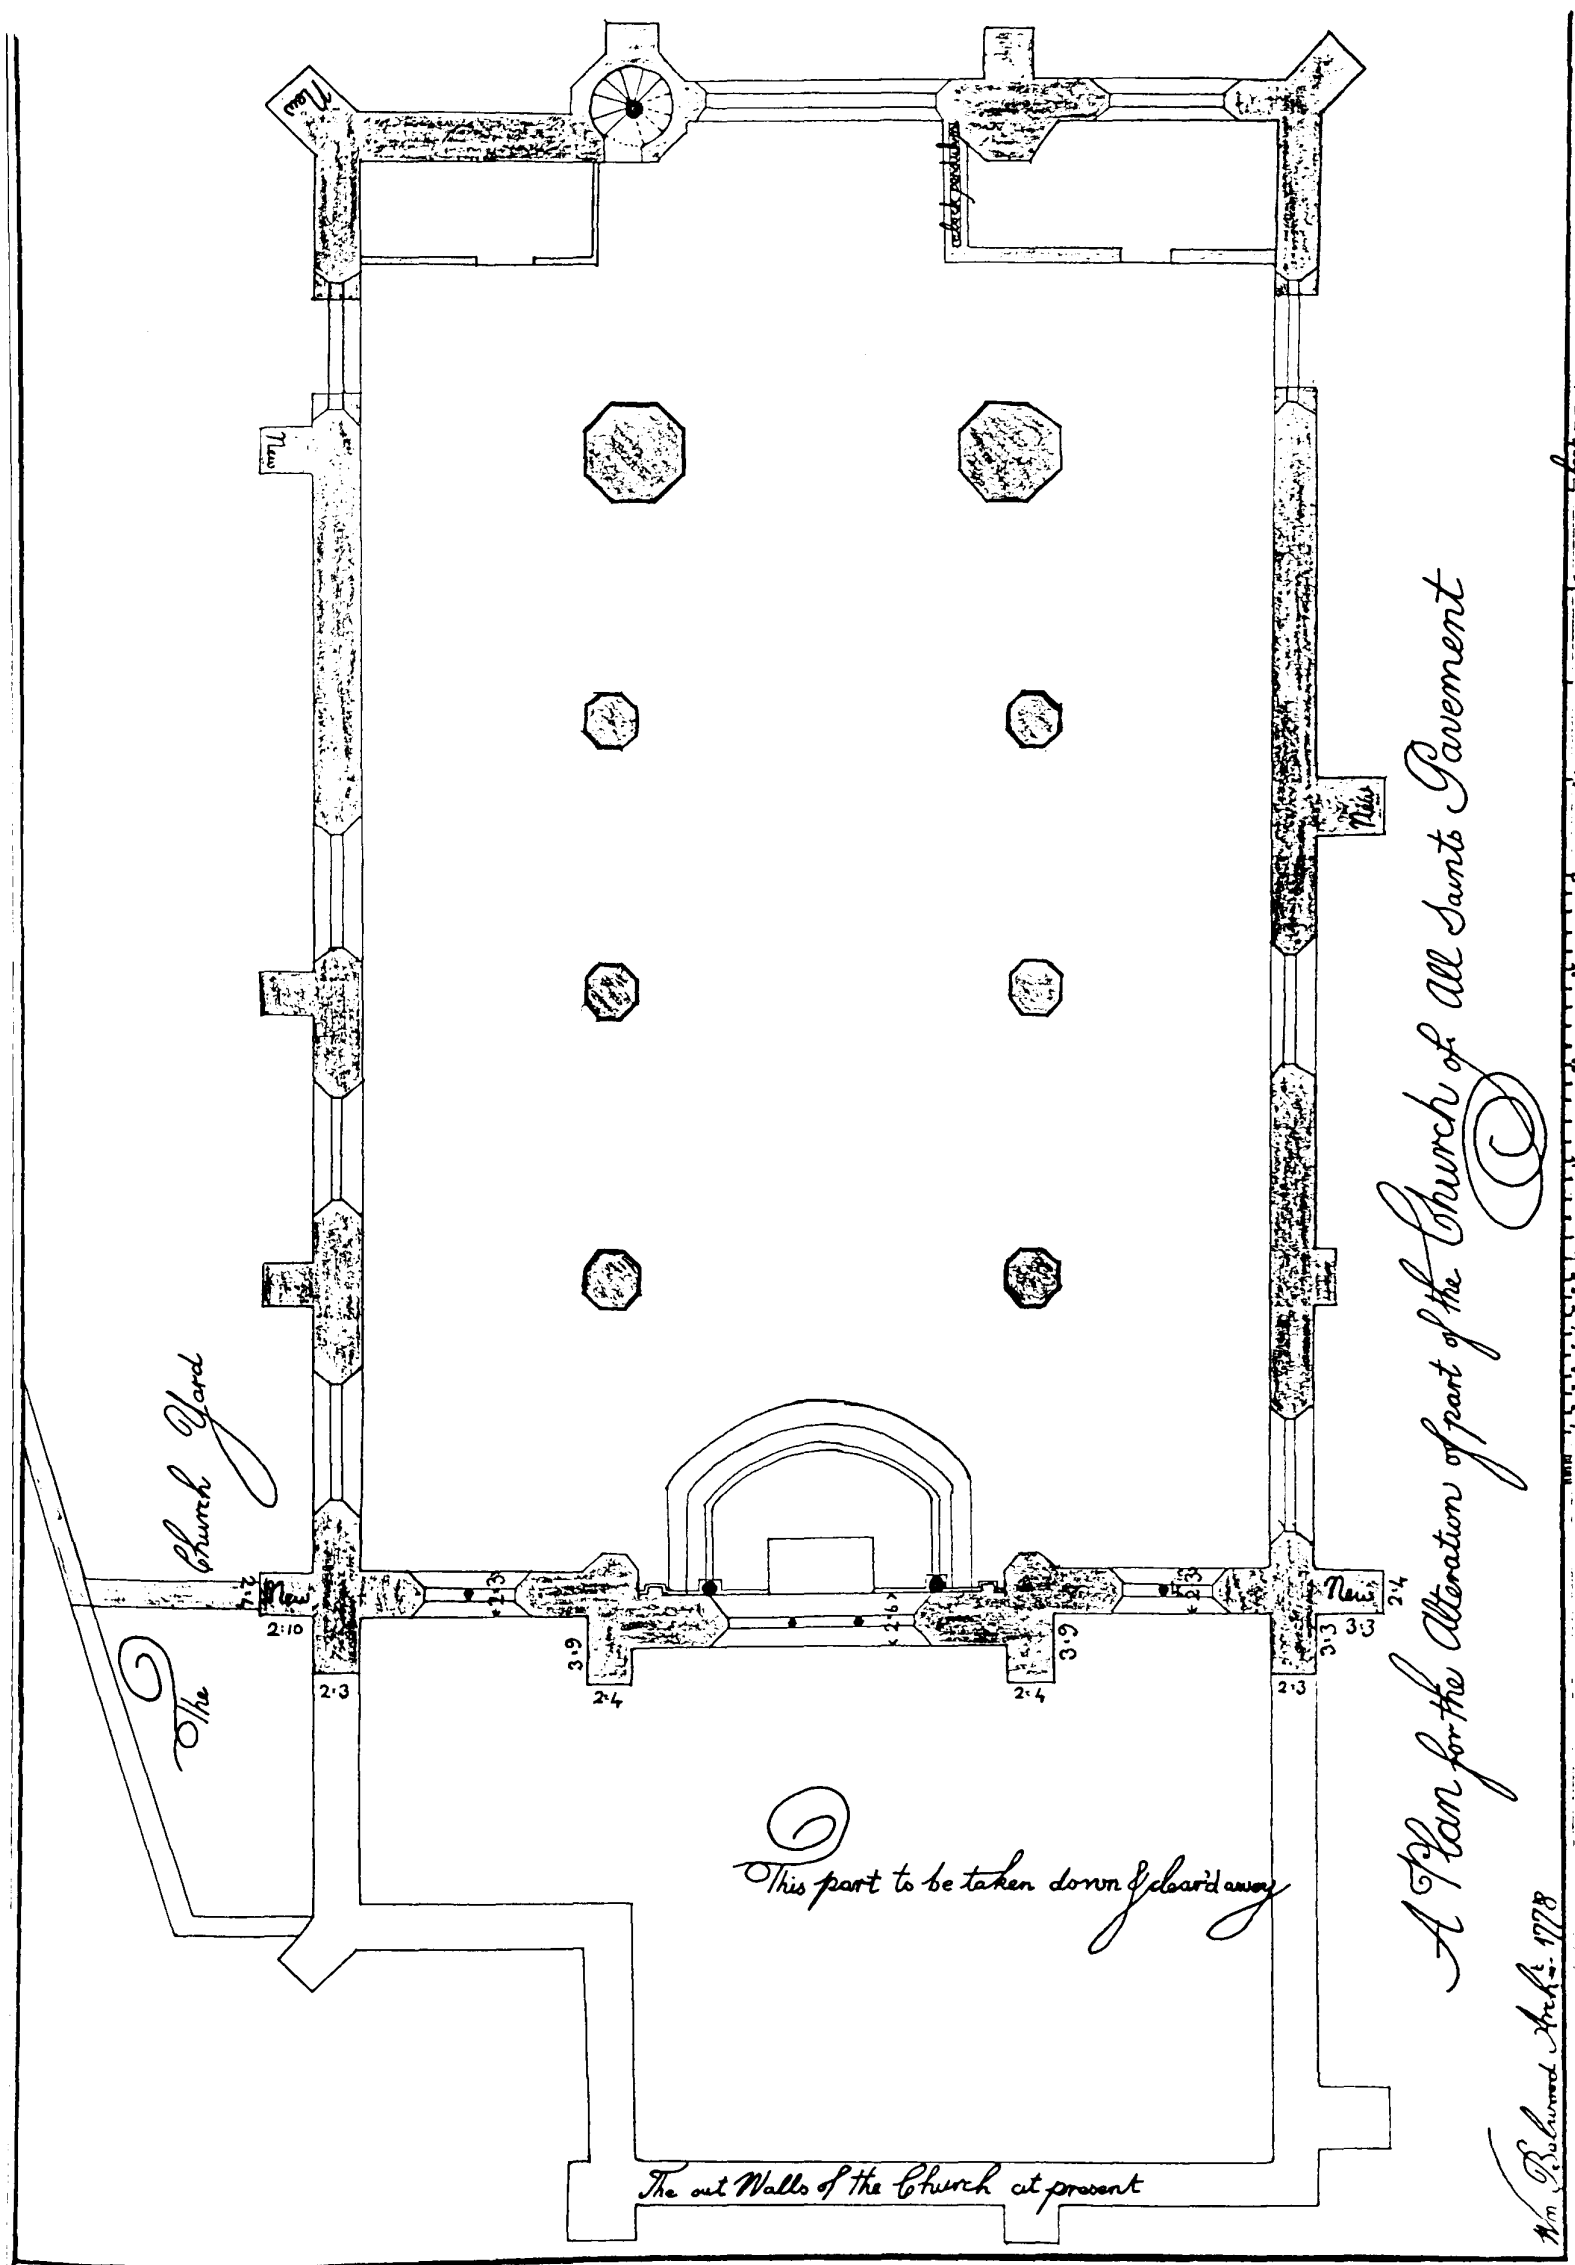 New
clock pendulum
New
New
The Church Yard
2:4
New
2:10
2:3
2:3
3:9
2:4
2:6
2:3
3:9
2:4
New
2:4
3:3
3:3
2:3
This part to be taken down & clear'd away
The out Walls of the Church at present
A Plan for the Alteration of part of the Church of All Saints Pavement
Wm Archt. 1778